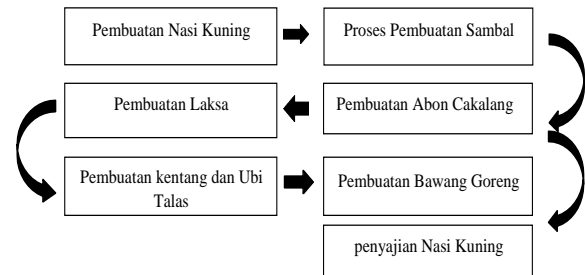 Pembuatan Nasi Kuning
Proses Pembuatan Sambal
Pembuatan Abon Cakalang
Pembuatan Laksa
Pembuatan kentang dan Ubi
Talas
Pembuatan Bawang Goreng
penyajian Nasi Kuning